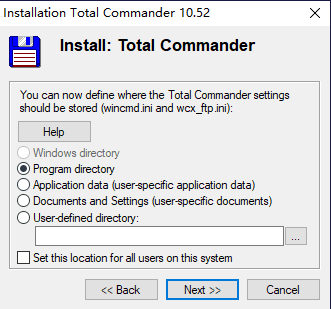 Installation Total Commander 10.52
Install: Total Commander
You can now define where the Total Commander settings
should be stored (wincmd.ini and wcx_ftp.ini):
Help
Windows directory
Program directory
Application data (user-specific application data)
Documents and Settings (user-specific documents)
User-defined directory:
...
Set this location for all users on this system
<< Back
Next >>
Cancel